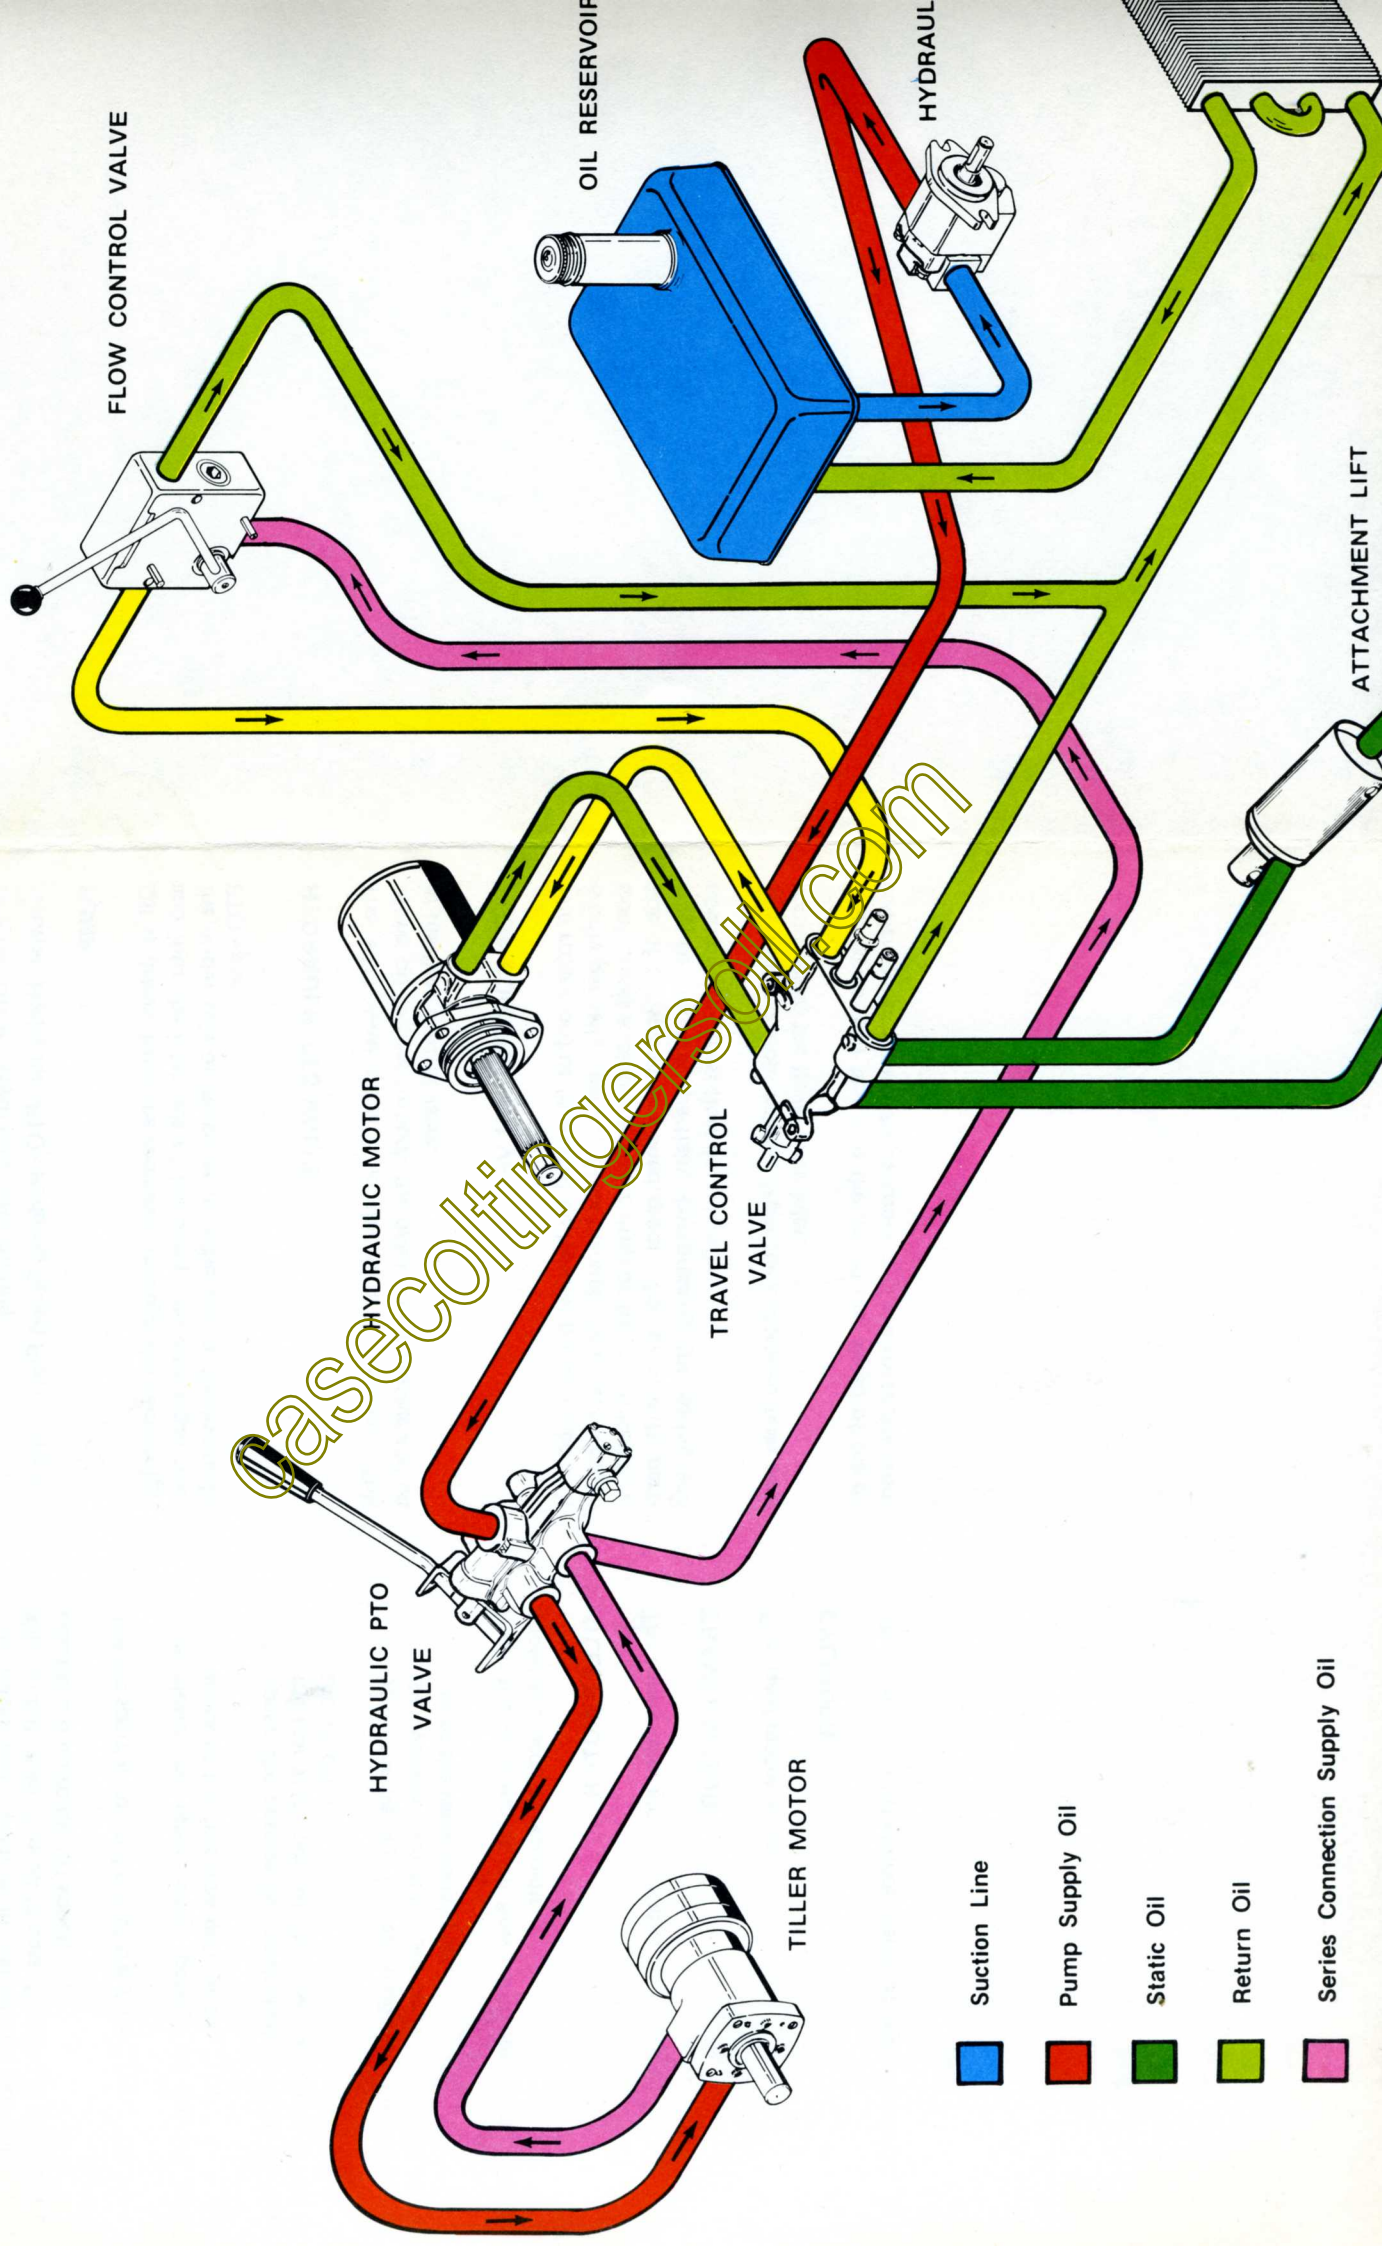 FLOW CONTROL VALVE
OIL RESERVOIR
HYDRAUL
ATTACHMENT LIFT
HYDRAULIC MOTOR
TRAVEL CONTROL
VALVE
HYDRAULIC PTO
VALVE
TILLER MOTOR
Suction Line
Pump Supply Oil
Static Oil
Return Oil
Series Connection Supply Oil
casecoltingersoll.com